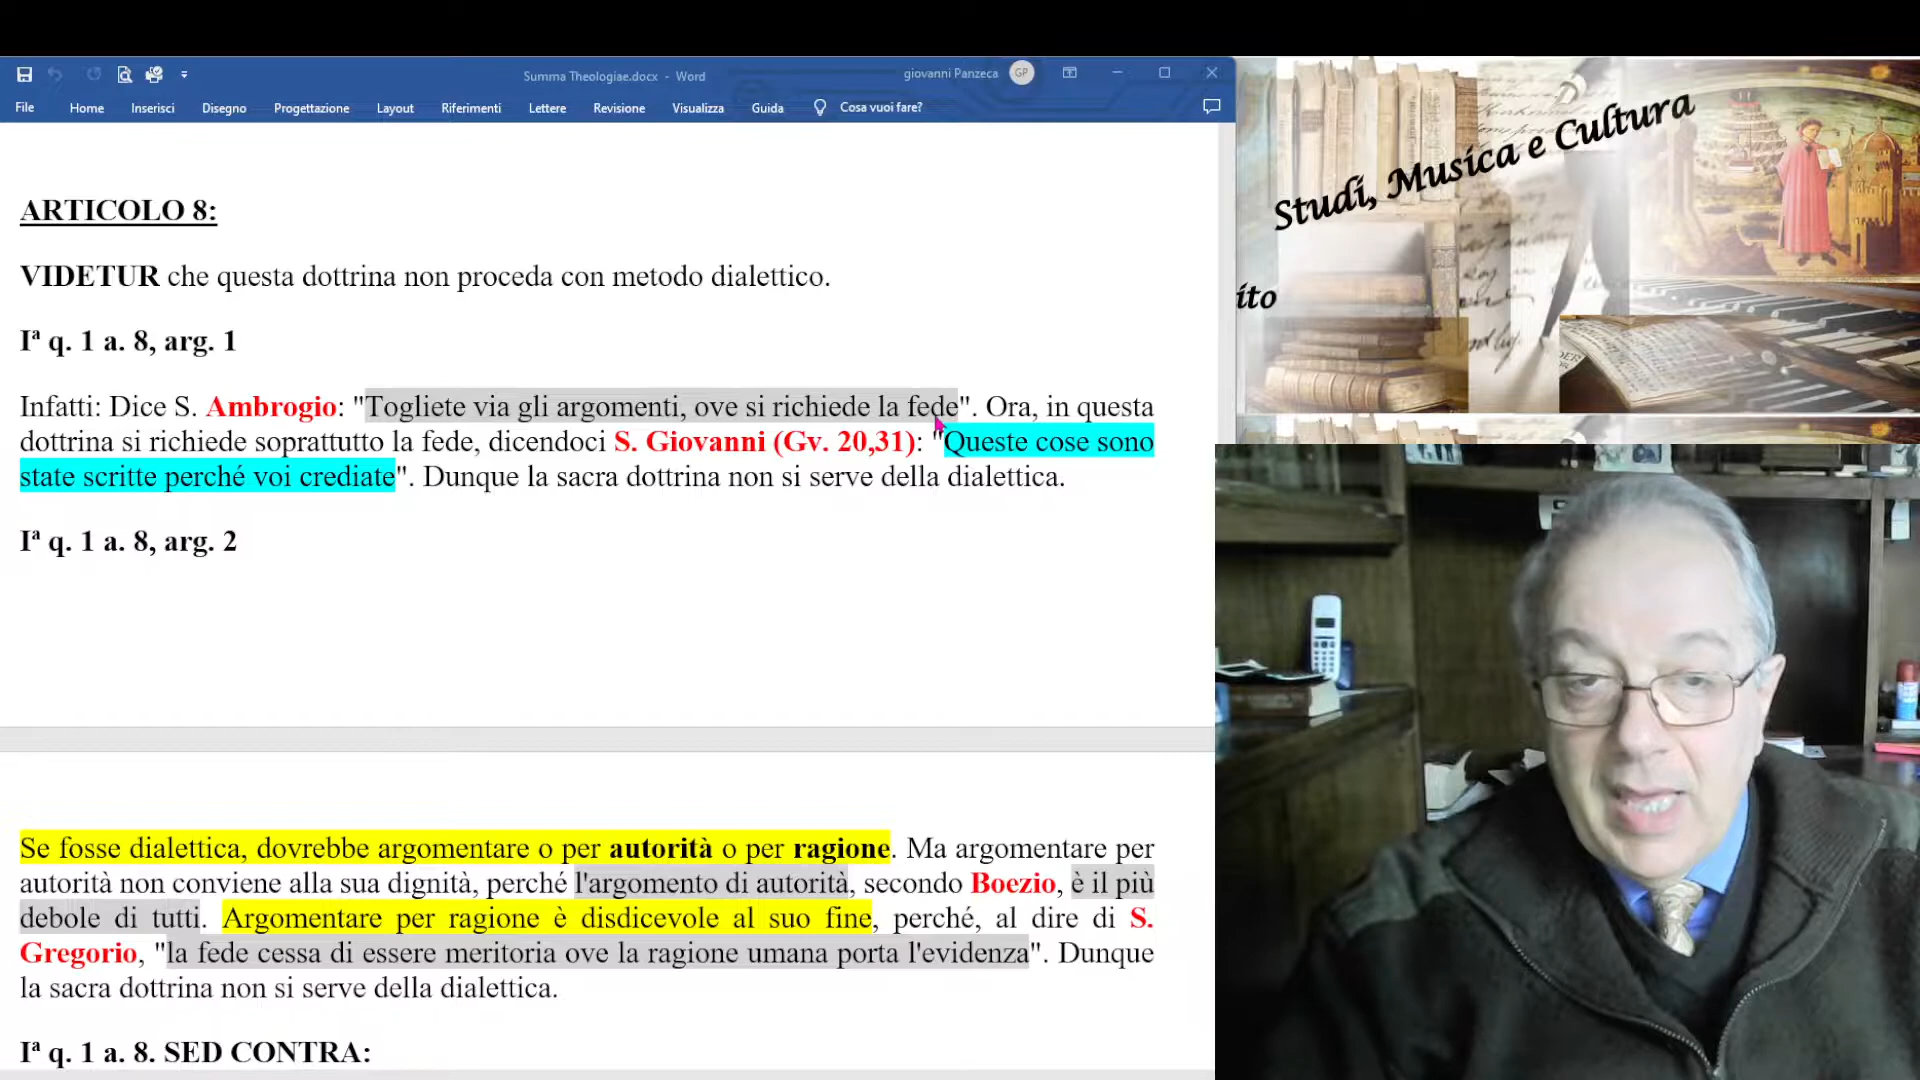 Summa Theologiae.docx - Word
giovanni Panzeca GP
File Home Inserisci Disegno Progettazione Layout Riferimenti Lettere Revisione Visualizza Guida Cosa vuoi fare?
ARTICOLO 8:
VIDETUR che questa dottrina non proceda con metodo dialettico.
Iª q. 1 a. 8, arg. 1
Infatti: Dice S. Ambrogio: "Togliete via gli argomenti, ove si richiede la fede". Ora, in questa
dottrina si richiede soprattutto la fede, dicendoci S. Giovanni (Gv. 20,31): "Queste cose sono
state scritte perché voi crediate". Dunque la sacra dottrina non si serve della dialettica.
Iª q. 1 a. 8, arg. 2
Se fosse dialettica, dovrebbe argomentare o per autorità o per ragione. Ma argomentare per
autorità non conviene alla sua dignità, perché l'argomento di autorità, secondo Boezio, è il più
debole di tutti. Argomentare per ragione è disdicevole al suo fine, perché, al dire di S.
Gregorio, "la fede cessa di essere meritoria ove la ragione umana porta l'evidenza". Dunque
la sacra dottrina non si serve della dialettica.
Iª q. 1 a. 8. SED CONTRA:
Studi, Musica e Cultura
ito